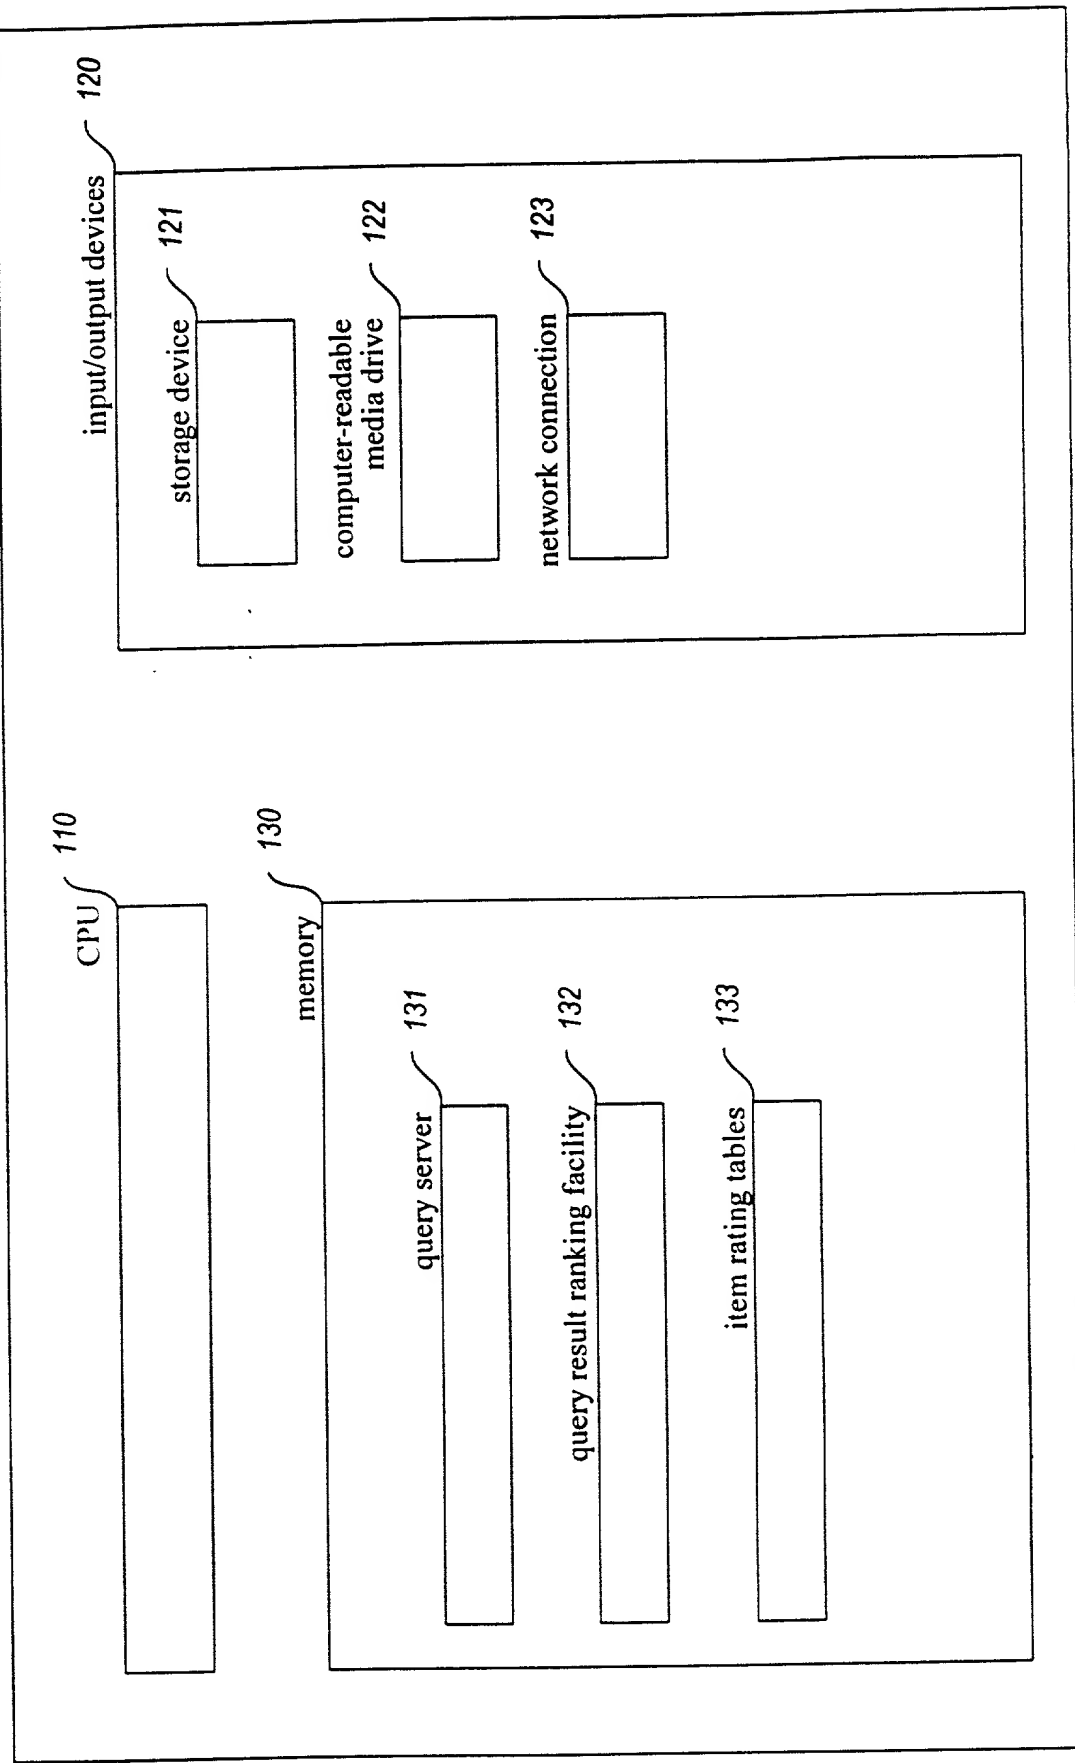 CPU
110
memory
130
query server
131
query result ranking facility
132
item rating tables
133
input/output devices
120
storage device
121
computer-readable
media drive
122
network connection
123